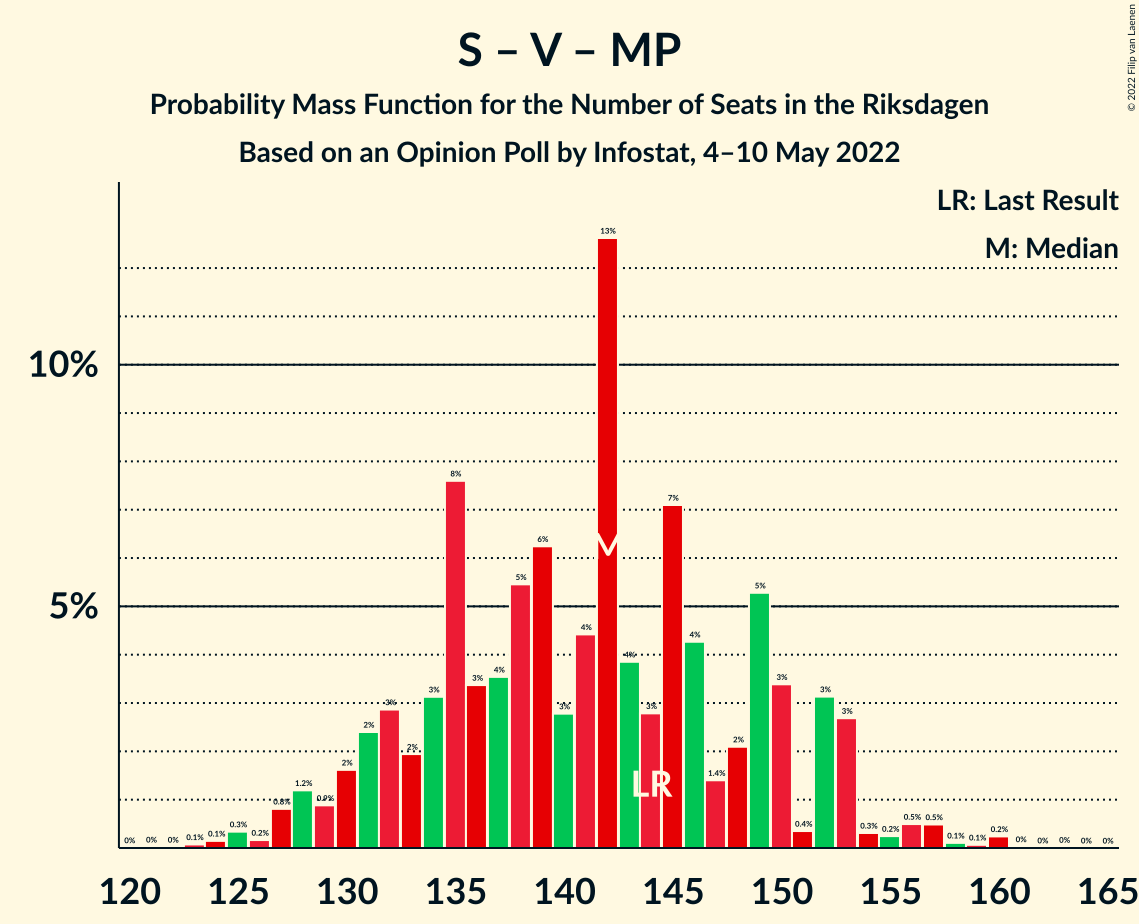 S – V – MP
Probability Mass Function for the Number of Seats in the Riksdagen
Based on an Opinion Poll by Infostat, 4–10 May 2022
© 2022 Filip van Laenen
LR: Last Result
M: Median
10%
5%
0% 0% 0% 0.1% 0.1% 0.3% 0.2% 0.8% 1.2% 0.9% 2% 2% 3% 2% 3% 8% 3% 4% 5% 6% 3% 4% 13% 4% 3% 7% 4% 1.4% 2% 5% 3% 0.4% 3% 3% 0.3% 0.2% 0.5% 0.5% 0.1% 0.1% 0.2% 0% 0% 0% 0% 0%
M
LR
120 125 130 135 140 145 150 155 160 165